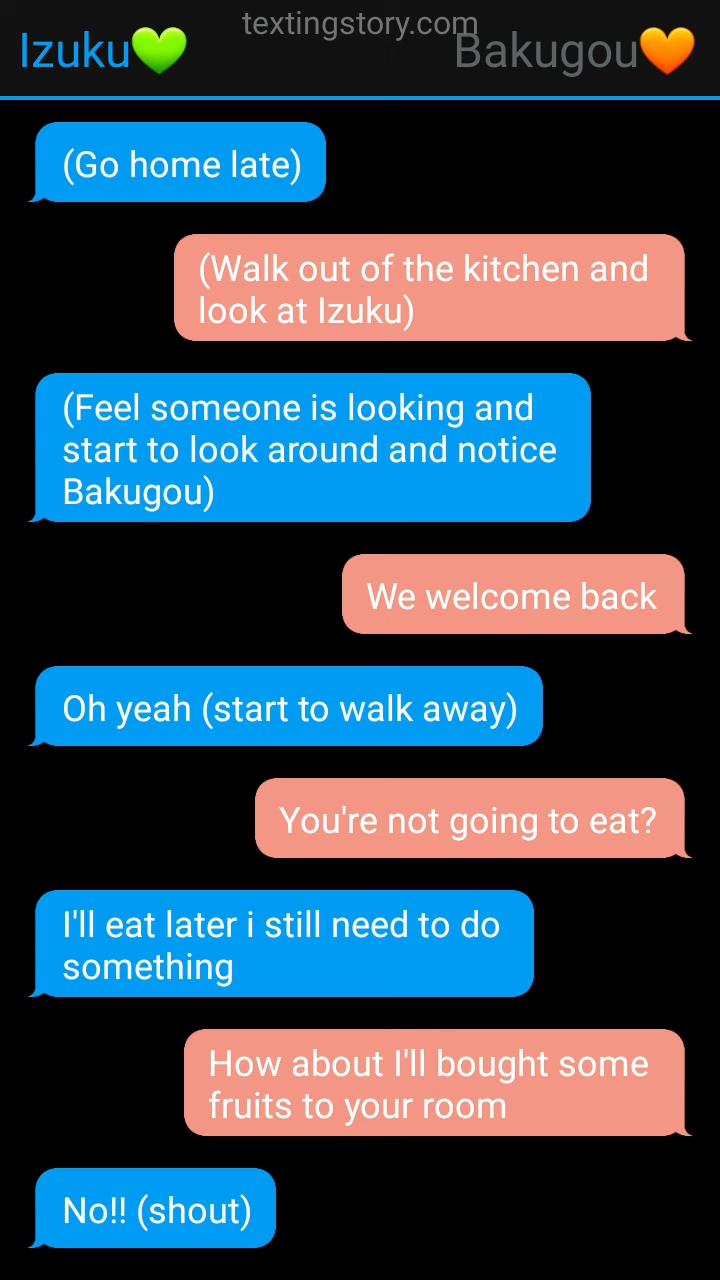 textingstory.com
Izuku💚 Bakugou🧡
(Go home late)
(Walk out of the kitchen and
look at Izuku)
(Feel someone is looking and
start to look around and notice
Bakugou)
We welcome back
Oh yeah (start to walk away)
You're not going to eat?
I'll eat later i still need to do
something
How about I'll bought some
fruits to your room
No!! (shout)